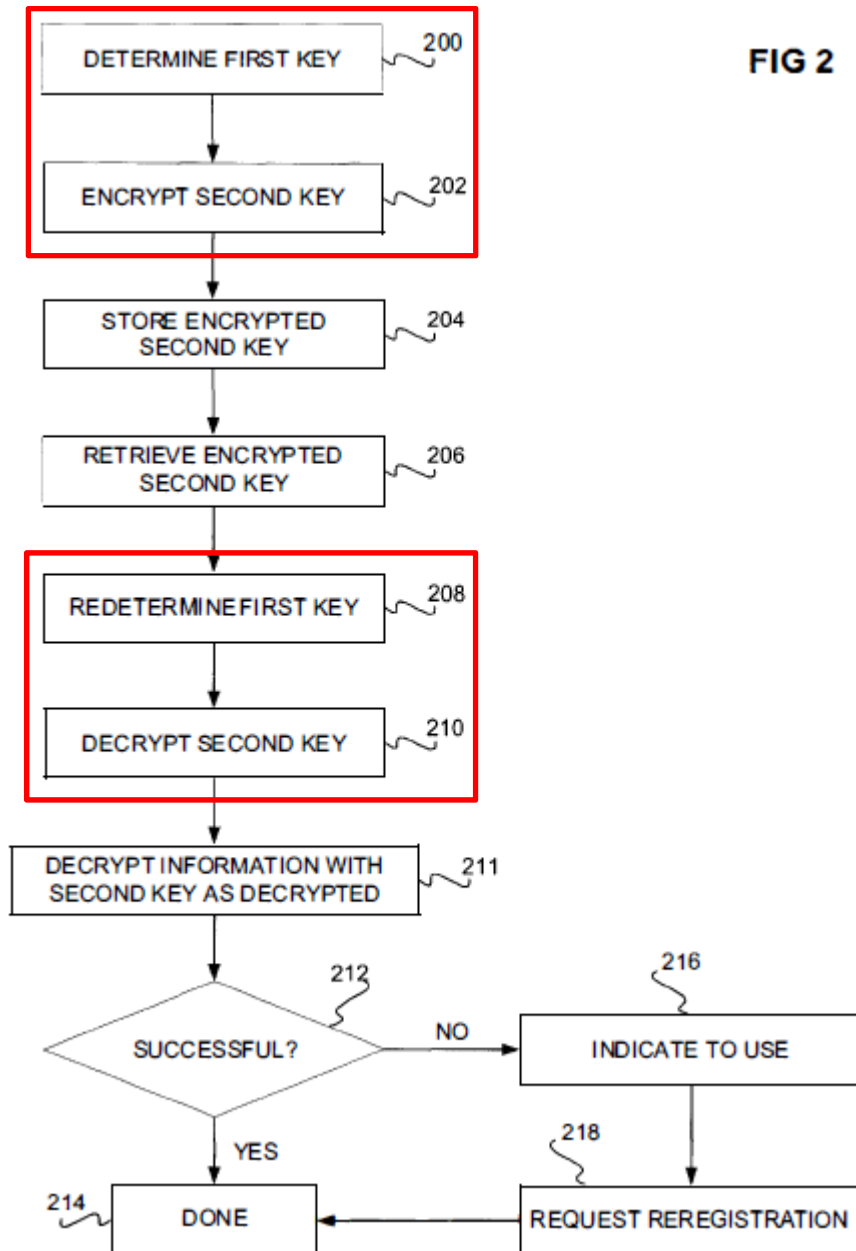 FIG 2
DETERMINE FIRST KEY
200
ENCRYPT SECOND KEY
202
STORE ENCRYPTED
SECOND KEY
204
RETRIEVE ENCRYPTED
SECOND KEY
206
REDETERMINEFIRST KEY
208
DECRYPT SECOND KEY
210
DECRYPT INFORMATION WITH
SECOND KEY AS DECRYPTED
211
212
SUCCESSFUL?
NO
216
INDICATE TO USE
YES
218
214
DONE
REQUEST REREGISTRATION